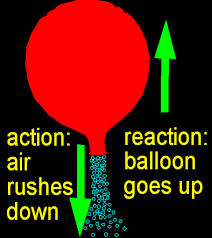 action:
air
rushes
down
reaction:
balloon
goes up